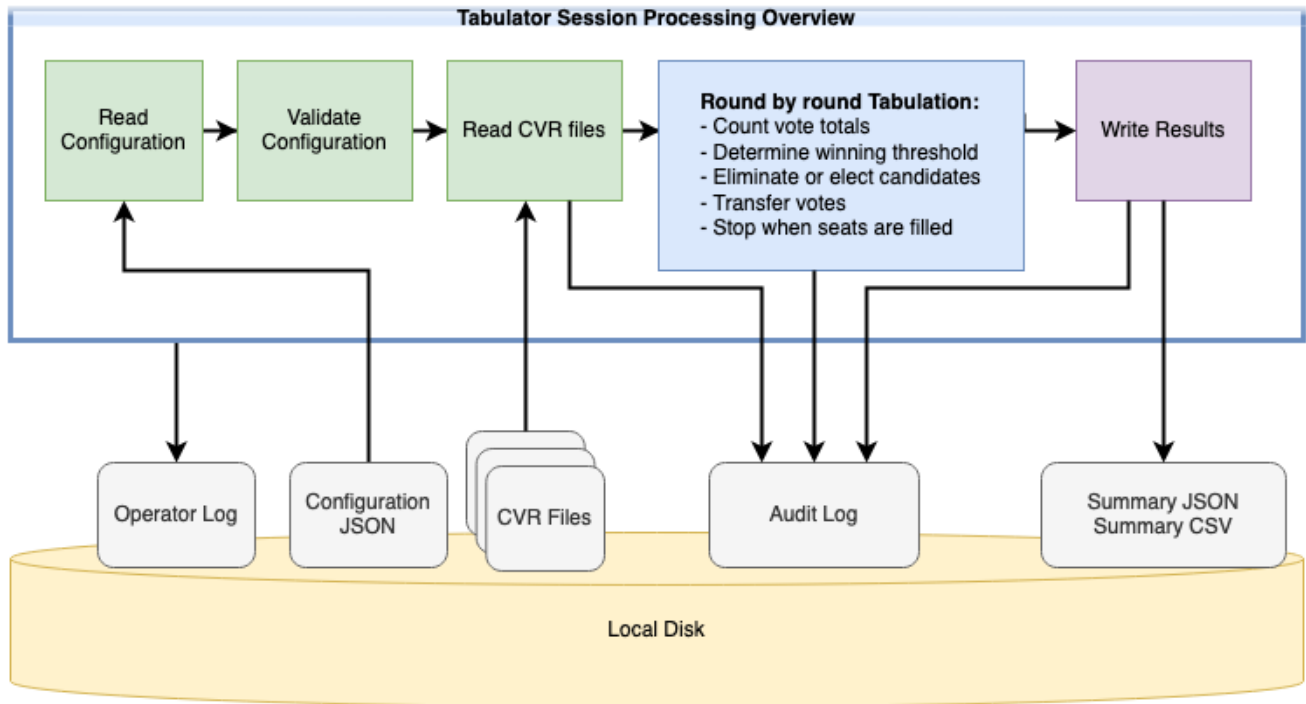 Tabulator Session Processing Overview
Read
Configuration
Validate
Configuration
Read CVR files
Round by round Tabulation:
- Count vote totals
- Determine winning threshold
- Eliminate or elect candidates
- Transfer votes
- Stop when seats are filled
Write Results
Operator Log
Configuration
JSON
CVR Files
Audit Log
Summary JSON
Summary CSV
Local Disk